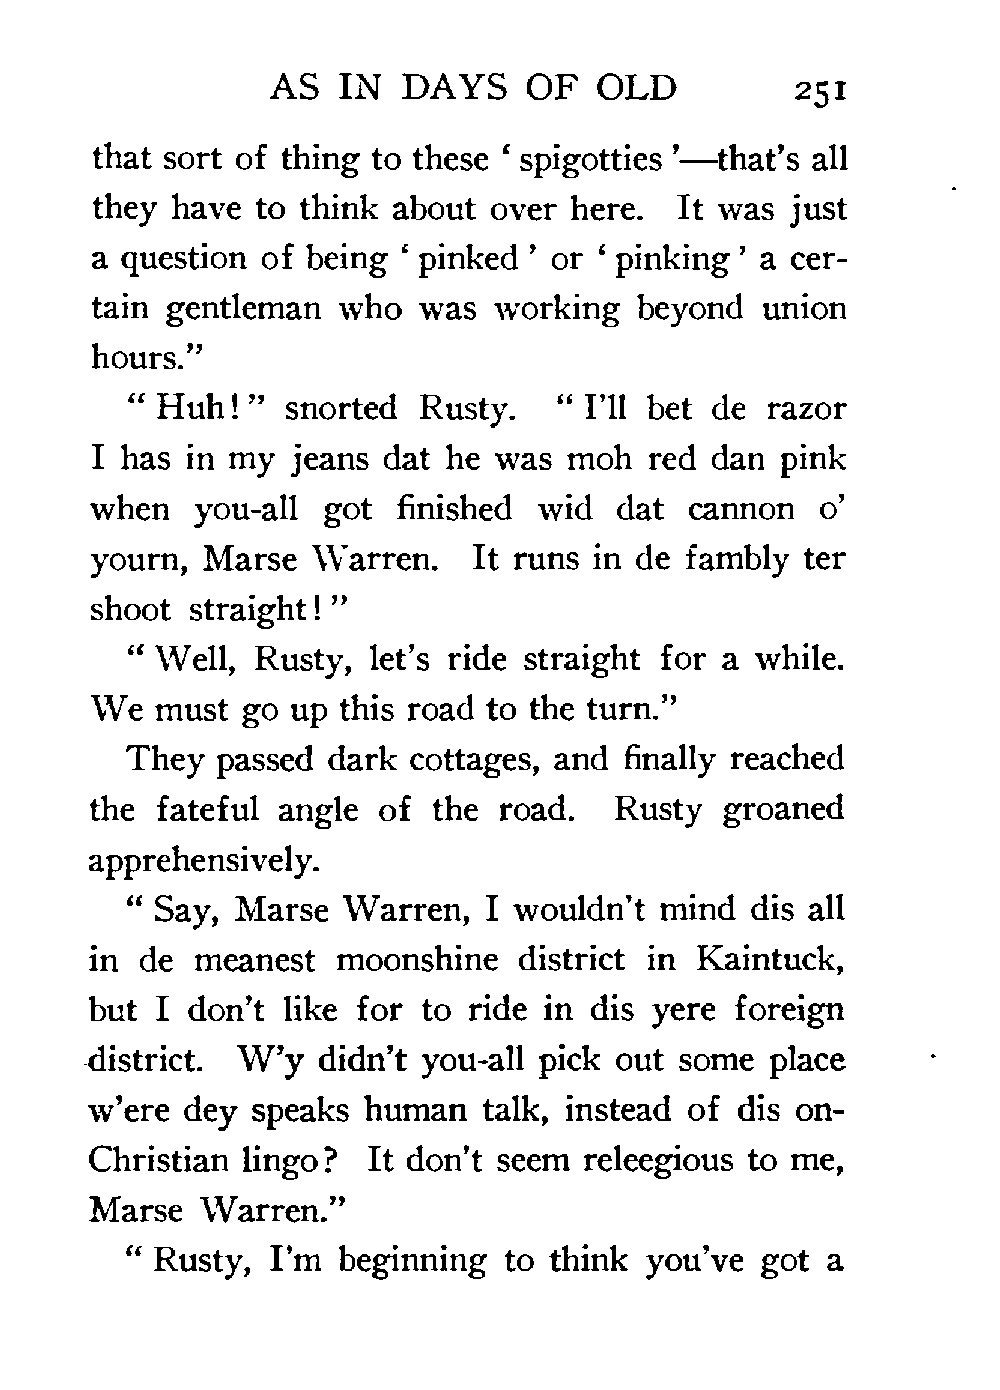 AS IN DAYS OF OLD 251
that sort of thing to these ‘ spigotties ’—that’s all
they have to think about over here. It was just
a question of being ‘ pinked ’ or ‘ pinking ’ a cer-
tain gentleman who was working beyond union
hours.”
“ Huh! ” snorted Rusty. “ I’ll bet de razor
I has in my jeans dat he was moh red dan pink
when you-all got finished wid dat cannon o’
yourn, Marse Warren. It runs in de fambly ter
shoot straight! ”
“ Well, Rusty, let’s ride straight for a while.
We must go up this road to the turn.”
They passed dark cottages, and finally reached
the fateful angle of the road. Rusty groaned
apprehensively.
“ Say, Marse Warren, I wouldn’t mind dis all
in de meanest moonshine district in Kaintuck,
but I don’t like for to ride in dis yere foreign
district. W’y didn’t you-all pick out some place
w’ere dey speaks human talk, instead of dis on-
Christian lingo? It don’t seem releegious to me,
Marse Warren.”
“ Rusty, I’m beginning to think you’ve got a